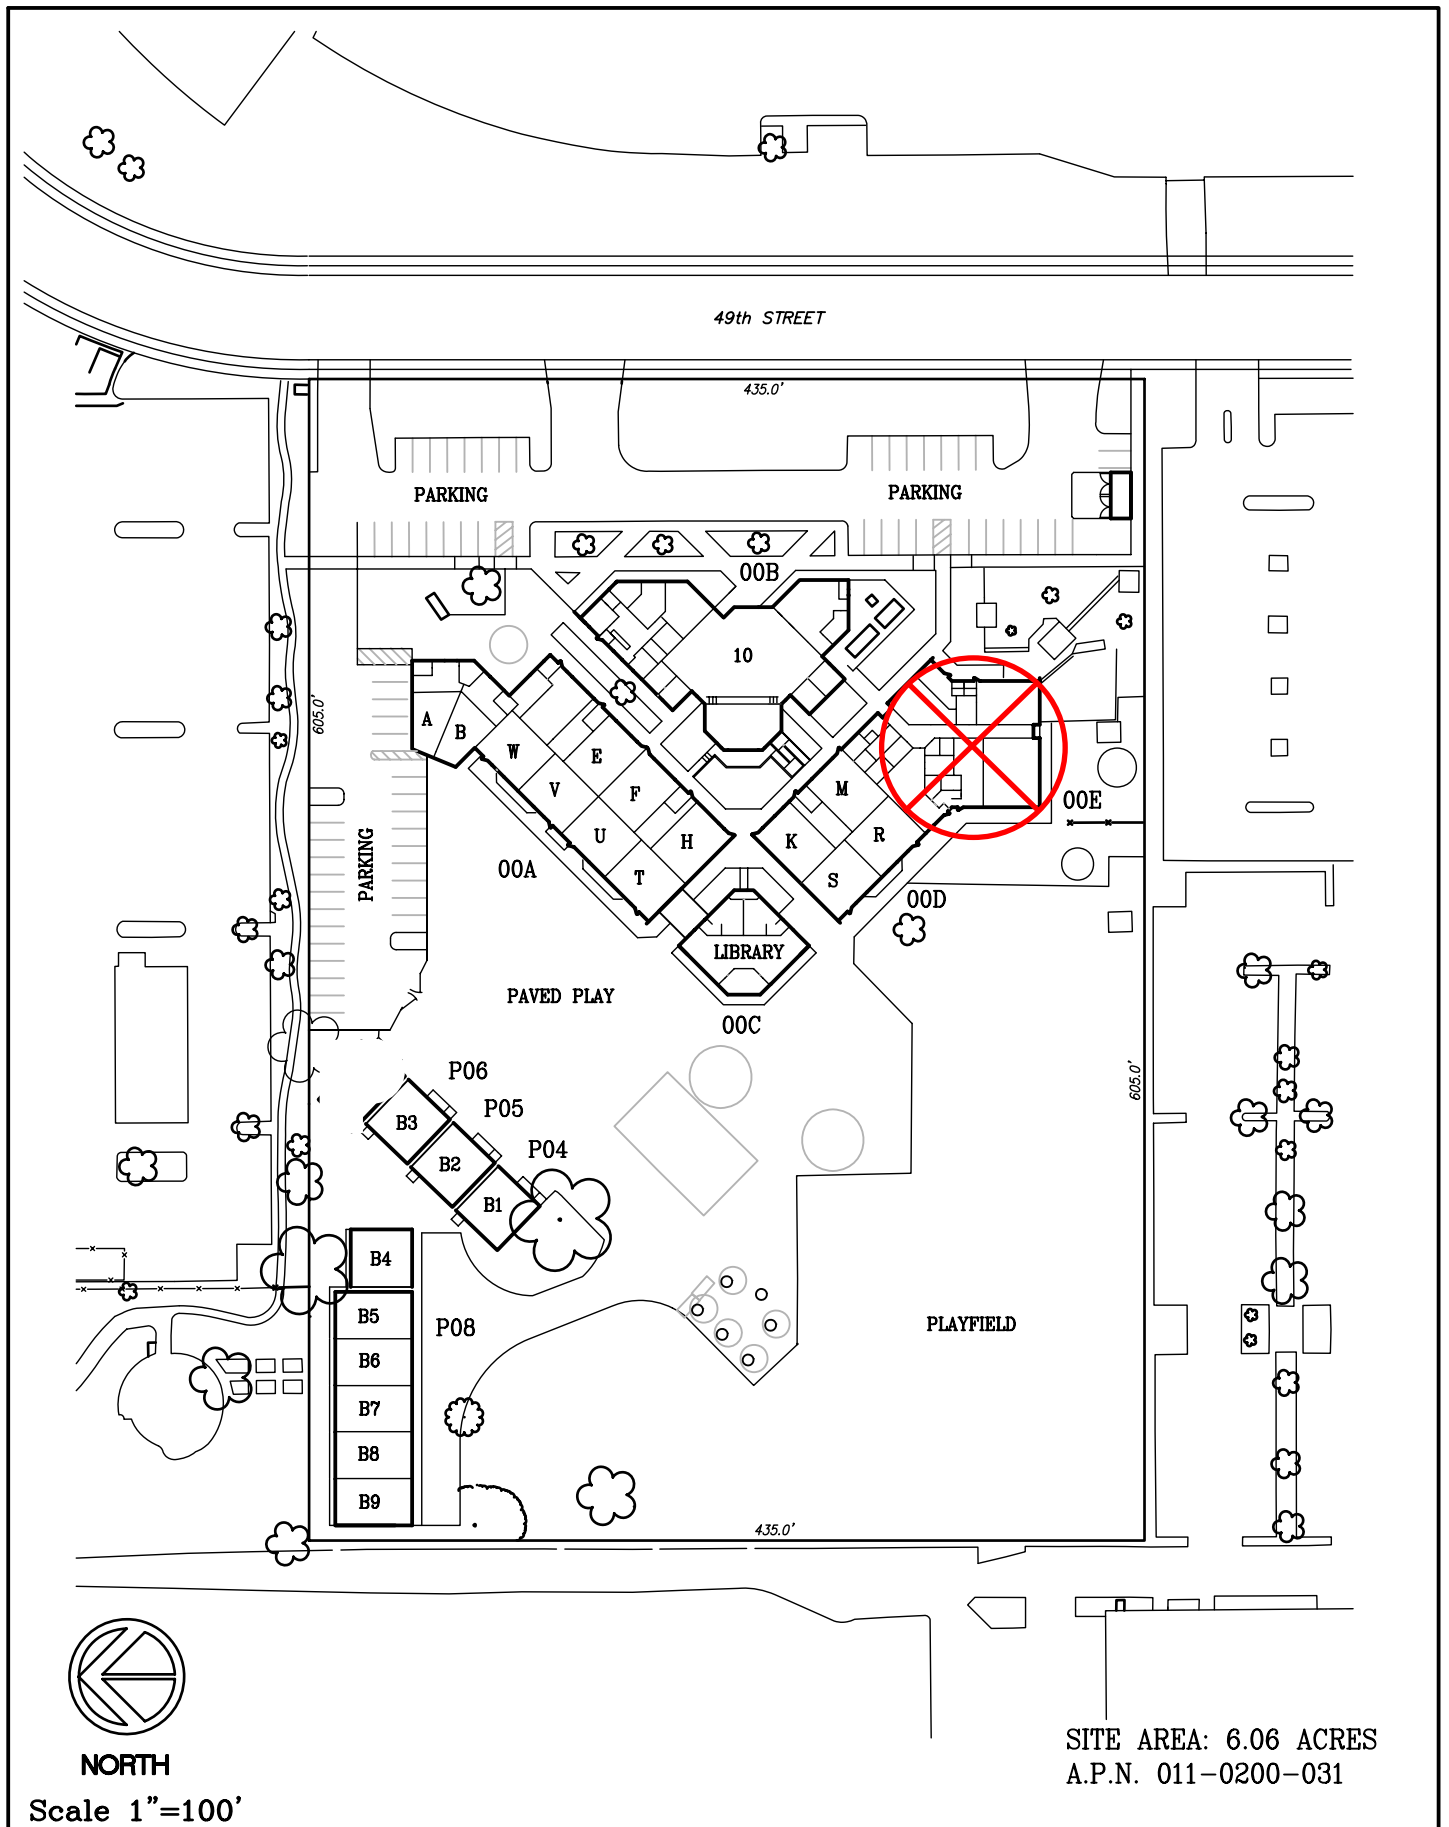 49th STREET
435.0'
PARKING
PARKING
00B
10
605.0'
A
B
W
E
V
F
U
H
T
M
K
R
S
00E
PARKING
00A
00D
LIBRARY
PAVED PLAY
00C
P06
605.0'
P05
B3
P04
B2
B1
B4
B5
P08
PLAYFIELD
B6
B7
B8
B9
435.0'
NORTH
Scale 1"=100'
SITE AREA: 6.06 ACRES
A.P.N. 011-0200-031